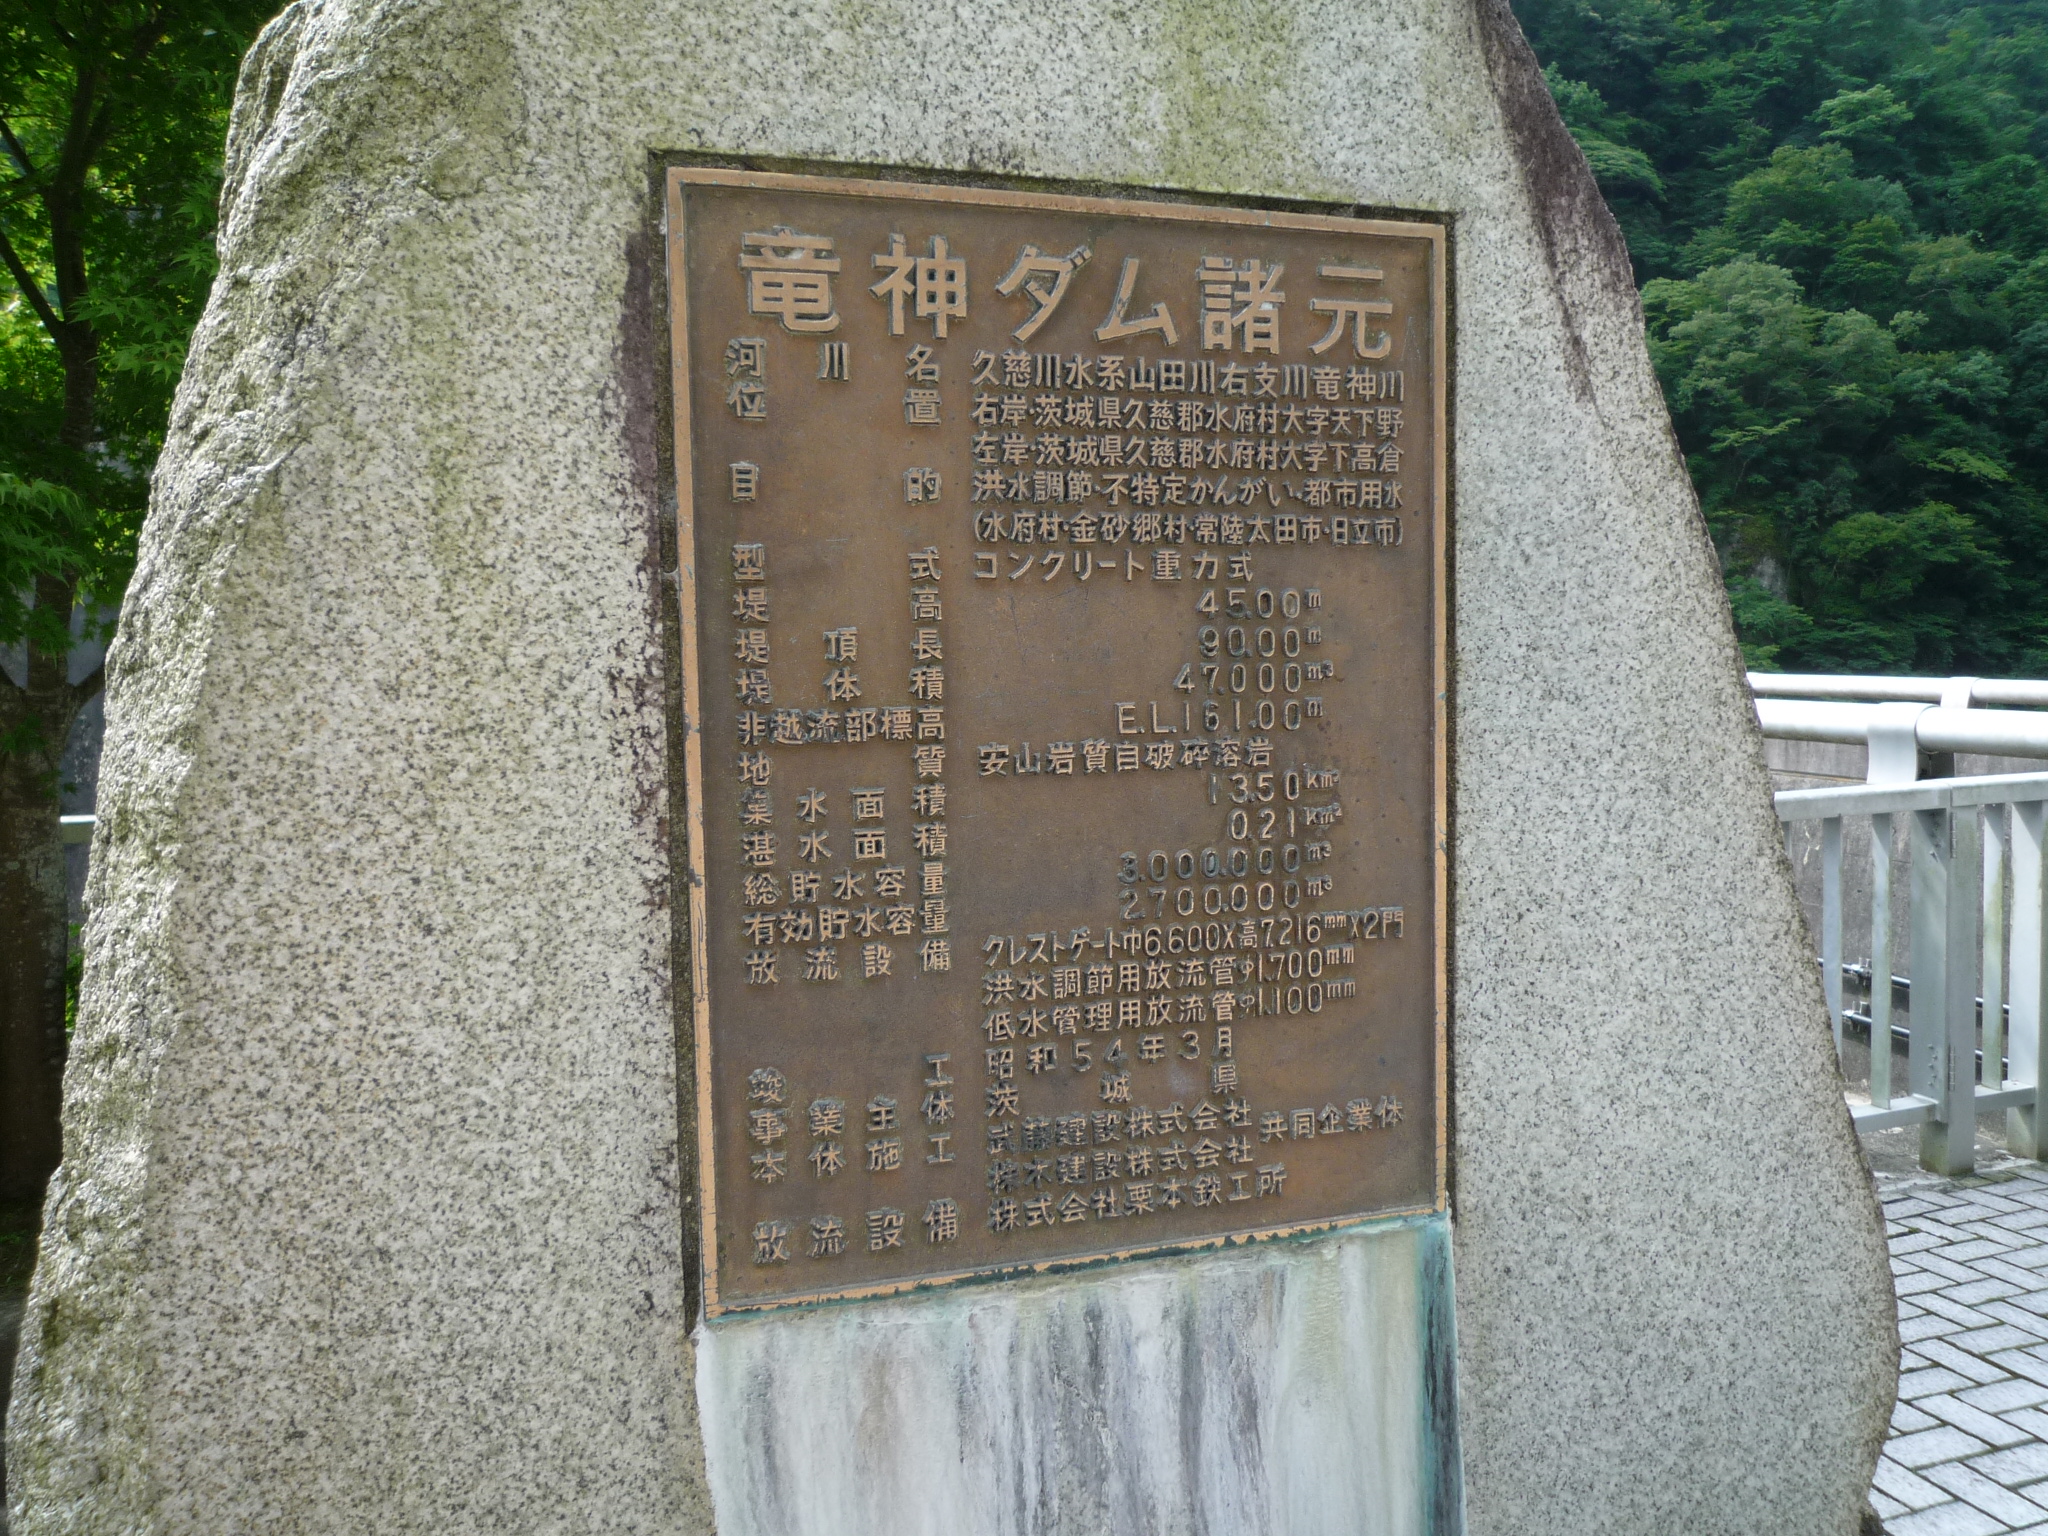 竜神ダム諸元
河川名 久慈川水系山田川右支川竜神川
位置 右岸・茨城県久慈郡水府村大字天下野
左岸・茨城県久慈郡水府村大字下高倉
目的 洪水調節・不特定かんがい・都市用水
(水府村・金砂郷村・常陸太田市・日立市)
型式 コンクリート重力式
堤高 45.00m
堤頂長 90.00m
堤体積 47.000m³
非越流部標高 E.L.161.00m
地質 安山岩質自破砕溶岩
集水面積 13.50Km²
湛水面積 0.21Km²
総貯水容量 3.000.000m³
有効貯水容量 2.700.000m³
放流設備 クレストゲート巾6.600×高7.216mm×2門
洪水調節用放流管φ1.700mm
低水管理用放流管φ1.100mm
竣工 昭和54年3月
事業主体 茨城県
本体施工 武藤建設株式会社 共同企業体
株木建設株式会社
放流設備 株式会社栗本鉄工所